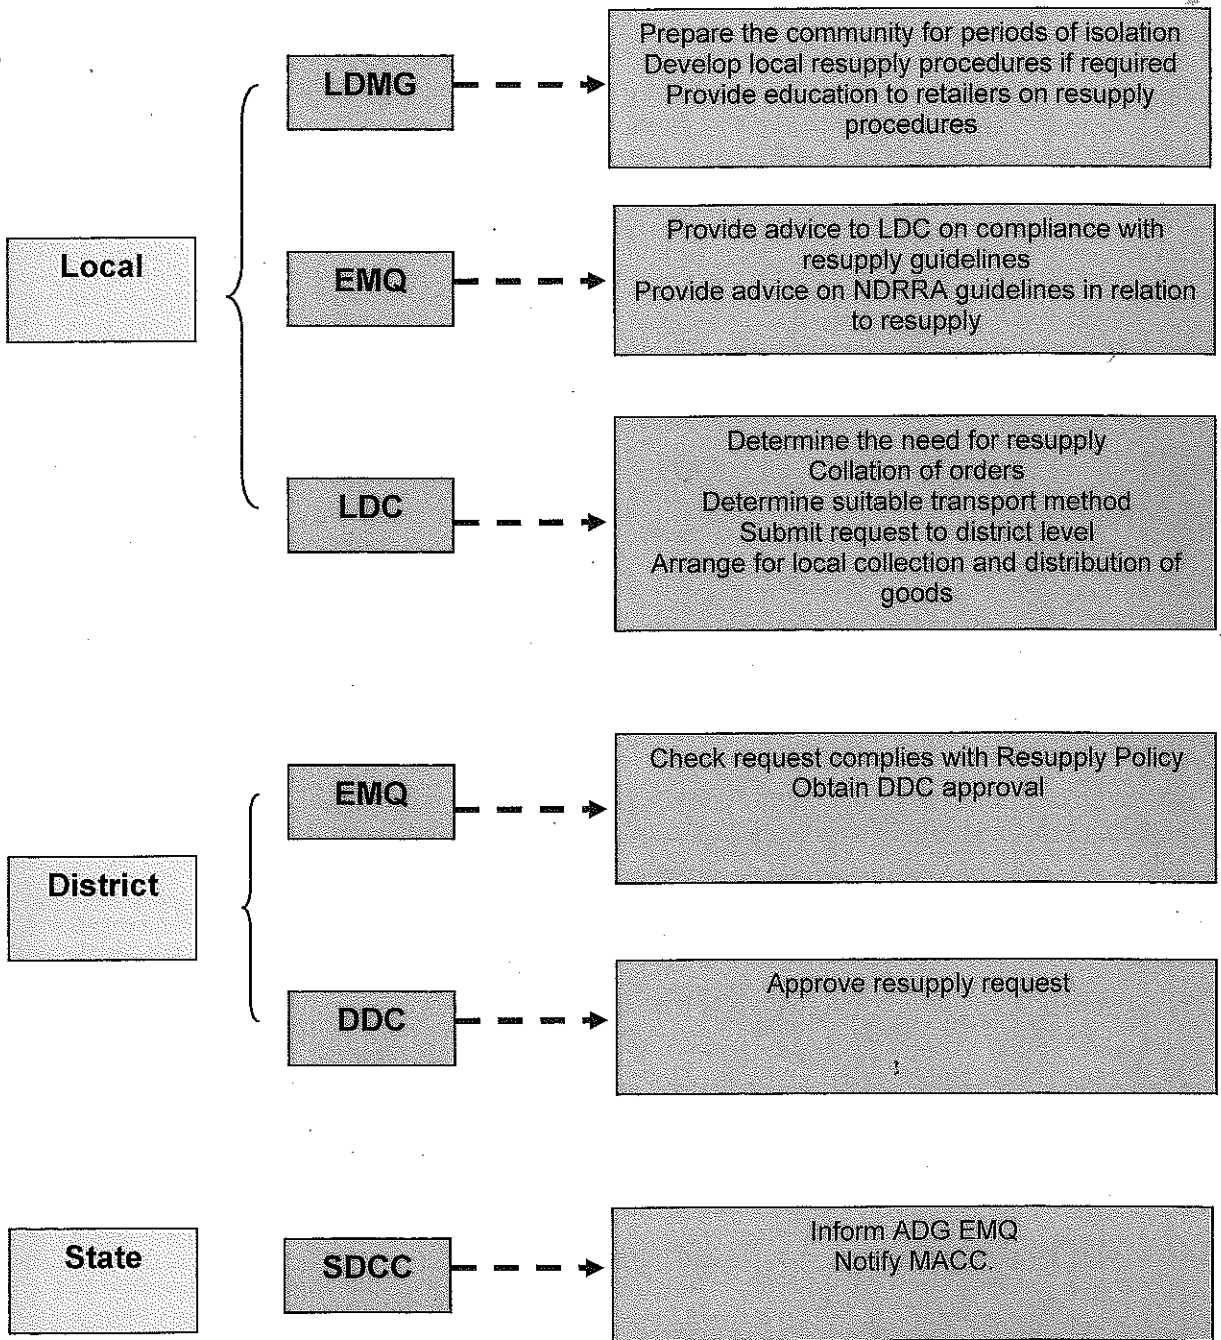 LDMG
Prepare the community for periods of isolation
Develop local resupply procedures if required
Provide education to retailers on resupply
procedures
Local
EMQ
Provide advice to LDC on compliance with
resupply guidelines
Provide advice on NDRRA guidelines in relation
to resupply
LDC
Determine the need for resupply
Collation of orders
Determine suitable transport method
Submit request to district level
Arrange for local collection and distribution of
goods
District
EMQ
Check request complies with Resupply Policy
Obtain DDC approval
DDC
Approve resupply request
State
SDCC
Inform ADG EMQ
Notify MACC.